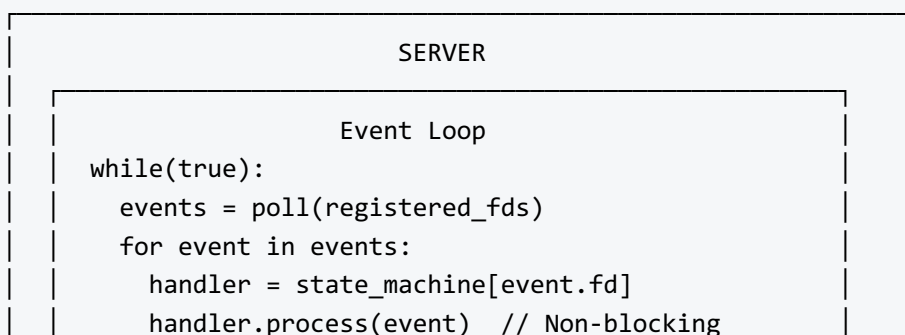 SERVER
Event Loop
while(true):
events = poll(registered_fds)
for event in events:
handler = state_machine[event.fd]
handler.process(event)  // Non-blocking